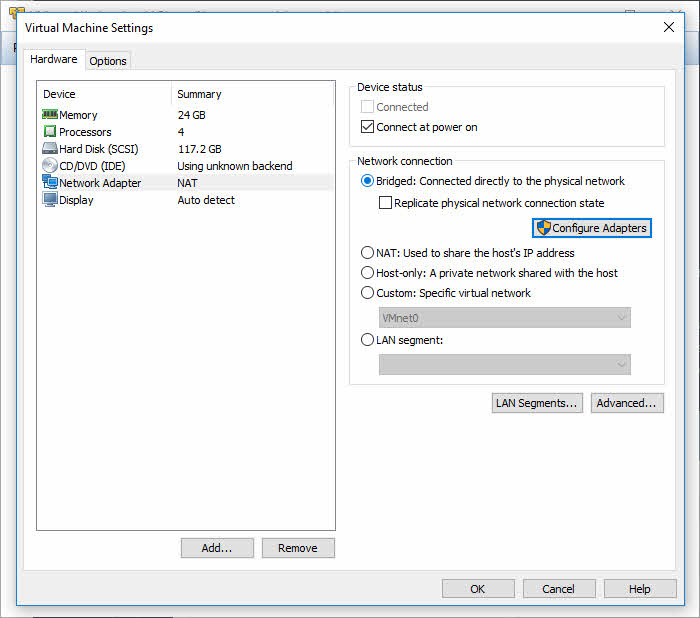 Virtual Machine Settings
Hardware
Options
Device Summary
Memory 24 GB
Processors 4
Hard Disk (SCSI) 117.2 GB
CD/DVD (IDE) Using unknown backend
Network Adapter NAT
Display Auto detect
Add...
Remove
Device status
Connected
Connect at power on
Network connection
Bridged: Connected directly to the physical network
Replicate physical network connection state
Configure Adapters
NAT: Used to share the host's IP address
Host-only: A private network shared with the host
Custom: Specific virtual network
VMnet0
LAN segment:
LAN Segments...
Advanced...
OK
Cancel
Help